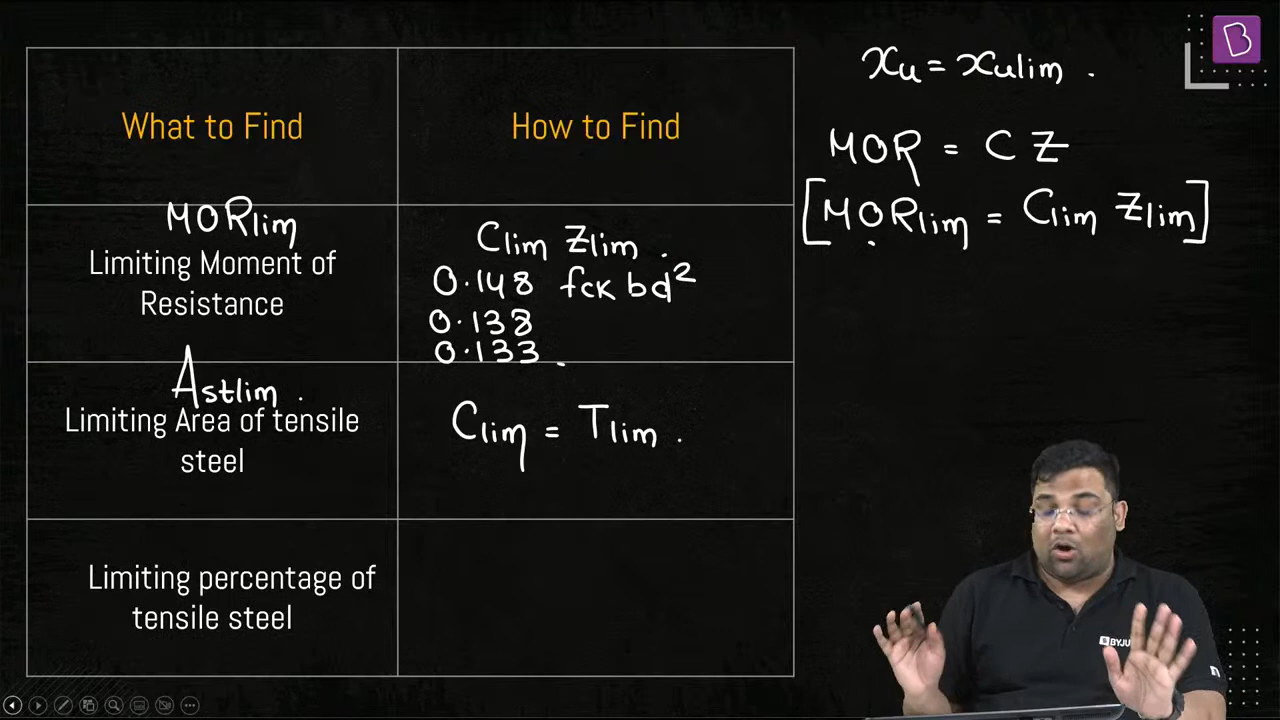 What to Find
How to Find
MORlim
Limiting Moment of
Resistance
Clim Zlim .
0.148 fck bd²
0.138
0.133 .
Astlim .
Limiting Area of tensile
steel
Clim = Tlim .
Limiting percentage of
tensile steel
xu = xulim .
MOR = C Z
[MORlim = Clim Zlim]
B
BYJU